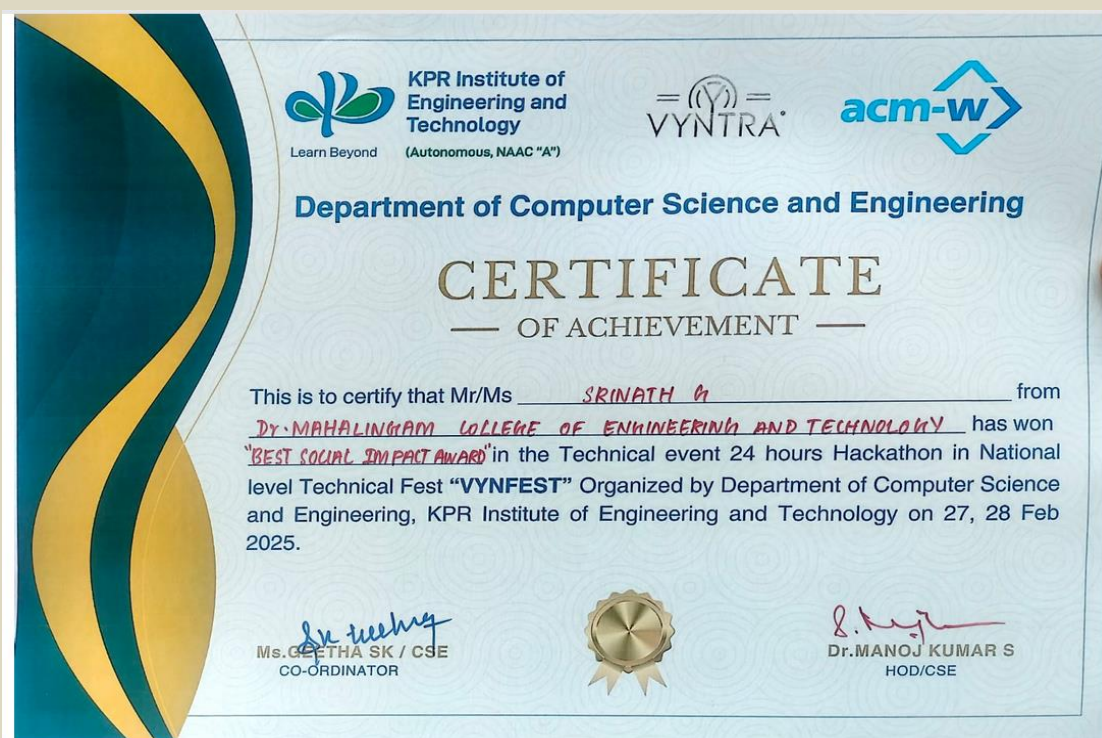 KPR Institute of
Engineering and
Technology
Learn Beyond (Autonomous, NAAC "A")
VYNTRA
acm-w
Department of Computer Science and Engineering
CERTIFICATE
OF ACHIEVEMENT
This is to certify that Mr/Ms SRINATH G from
Dr. MAHALINGAM COLLEGE OF ENGINEERING AND TECHNOLOGY has won
"BEST SOCIAL IMPACT AWARD" in the Technical event 24 hours Hackathon in National
level Technical Fest "VYNFEST" Organized by Department of Computer Science
and Engineering, KPR Institute of Engineering and Technology on 27, 28 Feb
2025.
Ms.GEETHA SK / CSE
CO-ORDINATOR
Dr.MANOJ KUMAR S
HOD/CSE